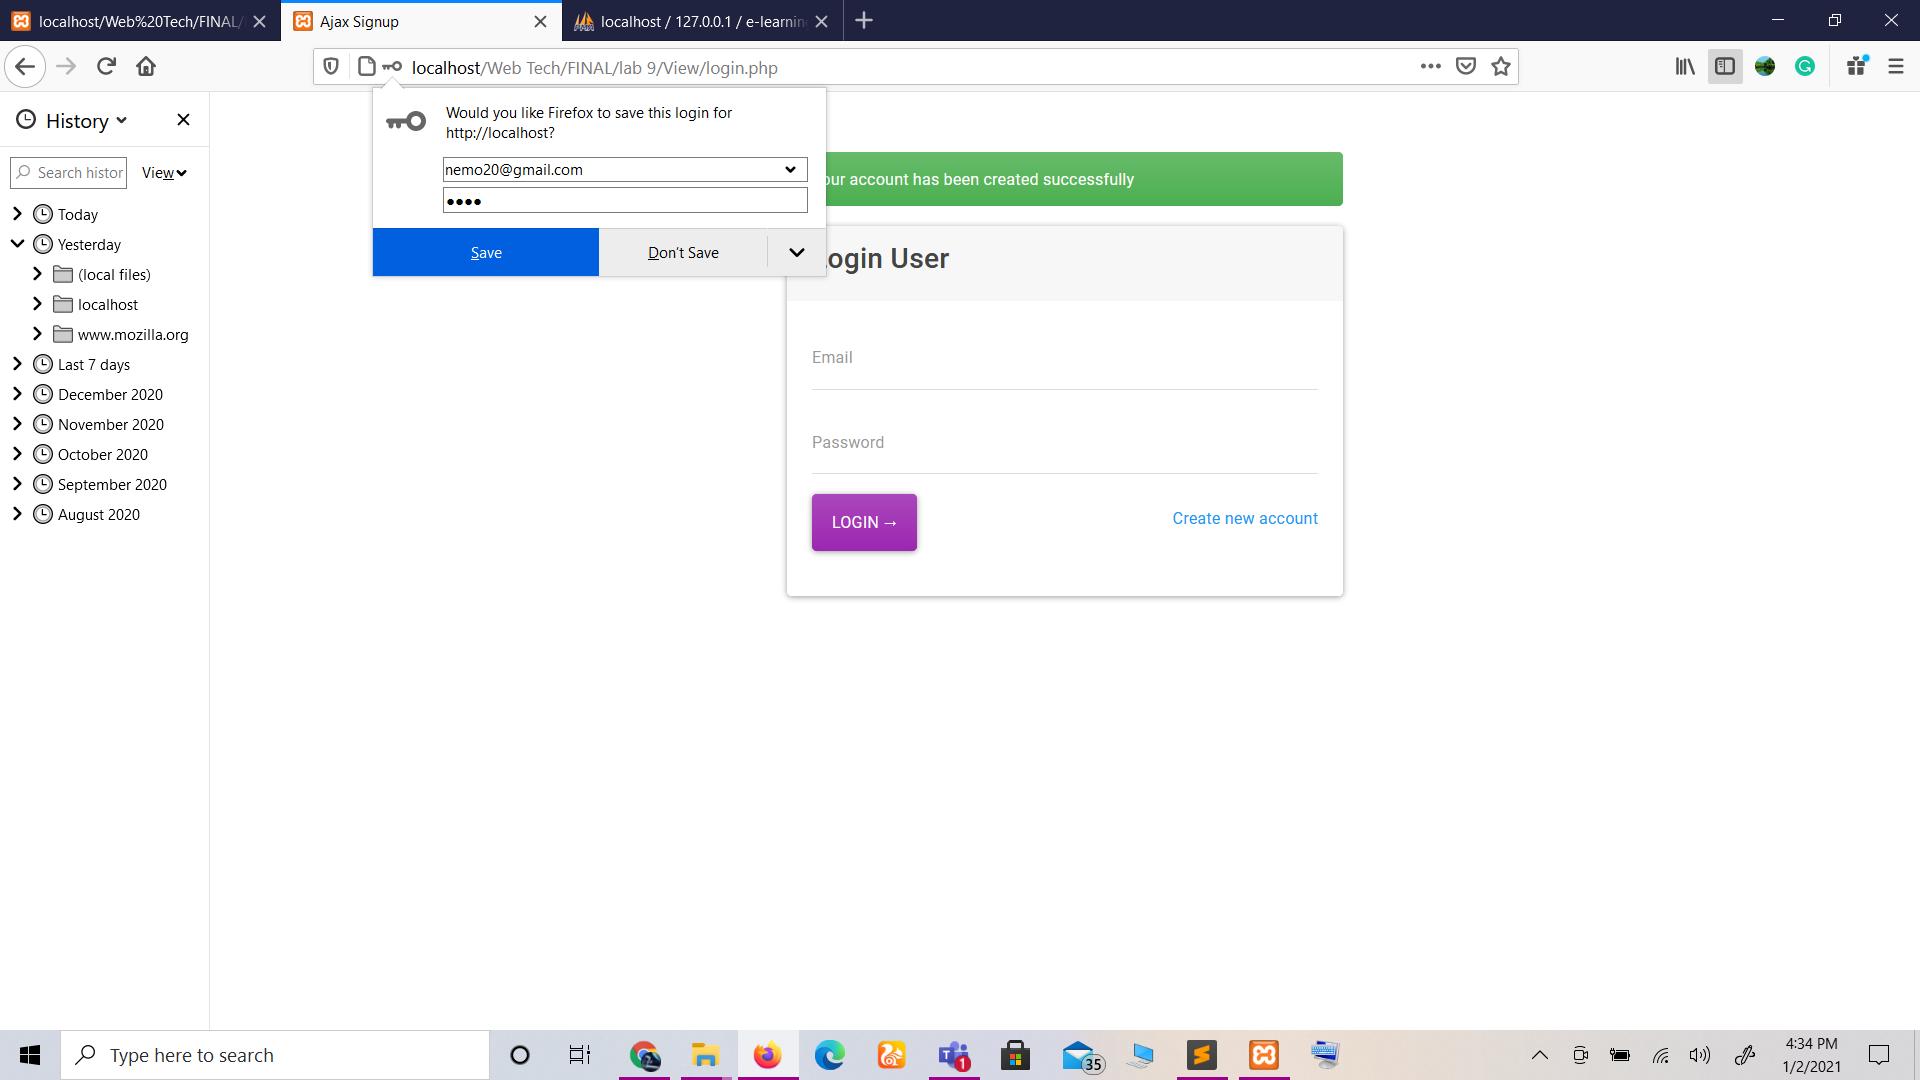 localhost/Web%20Tech/FINAL/
Ajax Signup
localhost / 127.0.0.1 / e-learnin
localhost/Web Tech/FINAL/lab 9/View/login.php
History
Search histor
View
Today
Yesterday
(local files)
localhost
www.mozilla.org
Last 7 days
December 2020
November 2020
October 2020
September 2020
August 2020
Would you like Firefox to save this login for
http://localhost?
nemo20@gmail.com
••••
Save
Don't Save
our account has been created successfully
ogin User
Email
Password
LOGIN →
Create new account
Type here to search
2
T
1
35
4:34 PM
1/2/2021